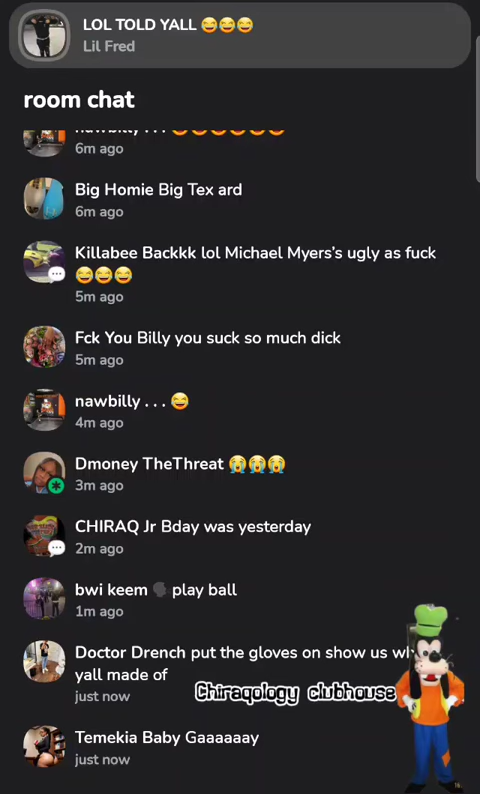 LOL TOLD YALL 😂😂😂
Lil Fred
room chat
nawbilly . . . 😂😂😂😂😂😂
6m ago
Big Homie Big Tex ard
6m ago
Killabee Backkk lol Michael Myers's ugly as fuck
😂😂😂
5m ago
Fck You Billy you suck so much dick
5m ago
nawbilly . . . 😂
4m ago
Dmoney TheThreat 😭😭😭
3m ago
CHIRAQ Jr Bday was yesterday
2m ago
bwi keem 🗣 play ball
1m ago
Doctor Drench put the gloves on show us
yall made of
just now
Chiraqology clubhouse
Temekia Baby Gaaaaaay
just now